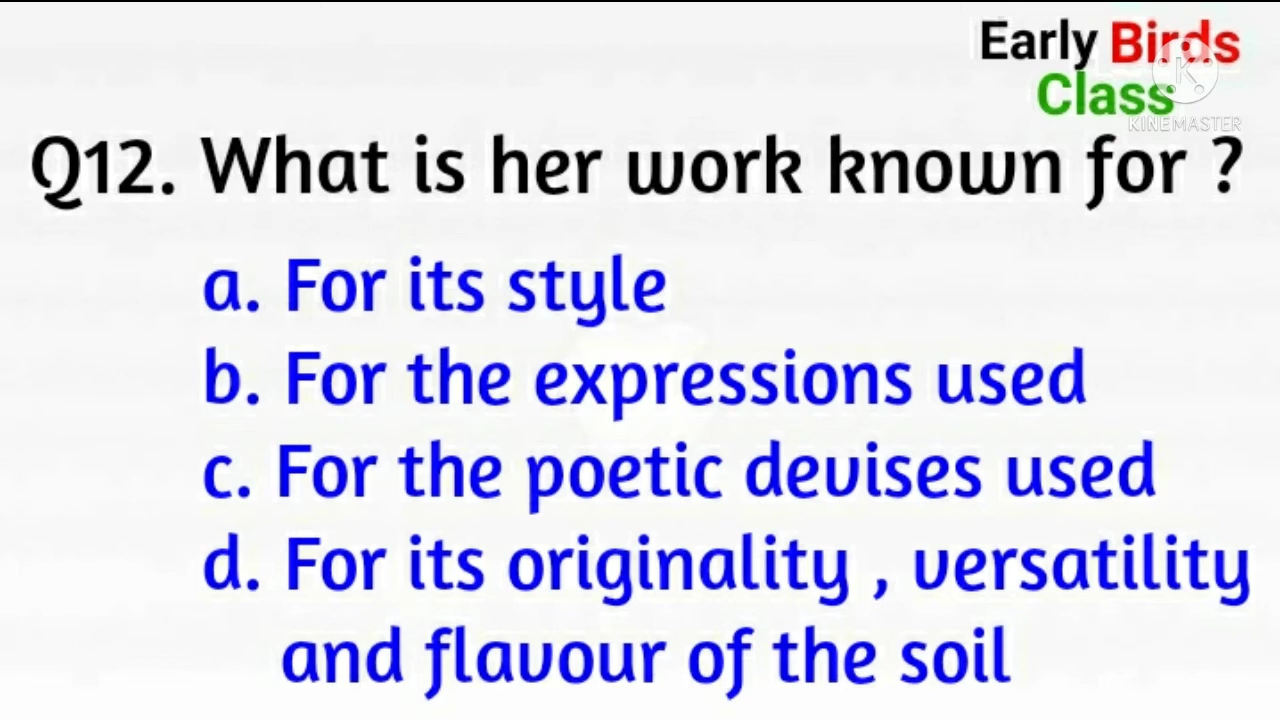 Early Birds
Class
KINEMASTER
Q12. What is her work known for ?
a. For its style
b. For the expressions used
c. For the poetic devises used
d. For its originality , versatility
and flavour of the soil